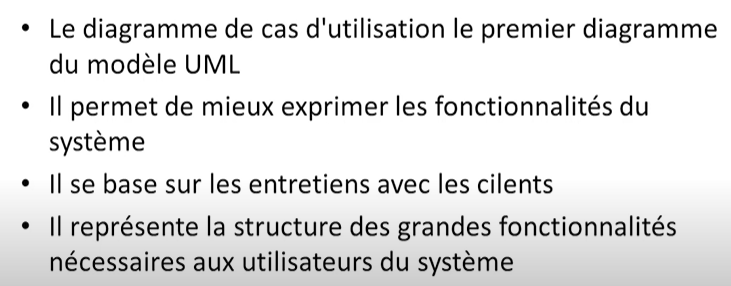 • Le diagramme de cas d'utilisation le premier diagramme
du modèle UML
• Il permet de mieux exprimer les fonctionnalités du
système
• Il se base sur les entretiens avec les cilents
• Il représente la structure des grandes fonctionnalités
nécessaires aux utilisateurs du système